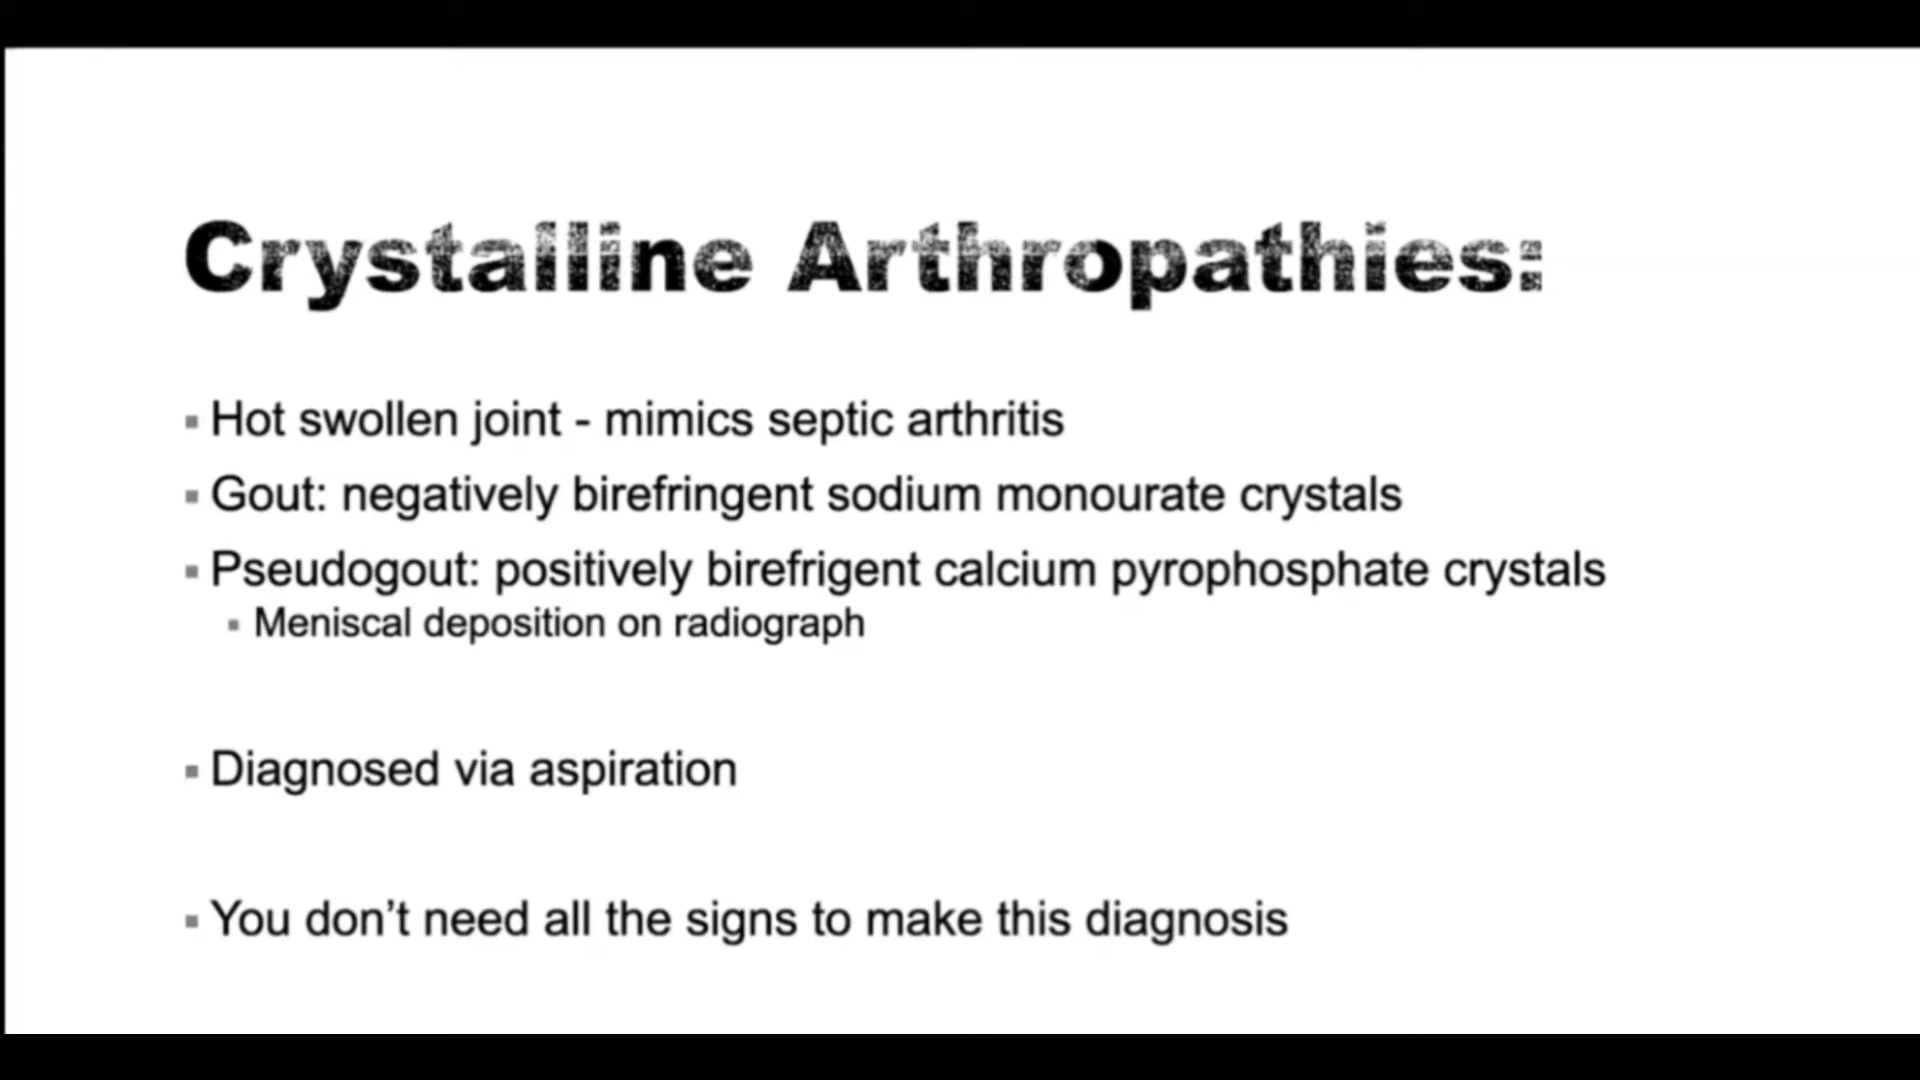 Crystalline Arthropathies:
Hot swollen joint - mimics septic arthritis
Gout: negatively birefringent sodium monourate crystals
Pseudogout: positively birefrigent calcium pyrophosphate crystals
Meniscal deposition on radiograph
Diagnosed via aspiration
You don’t need all the signs to make this diagnosis